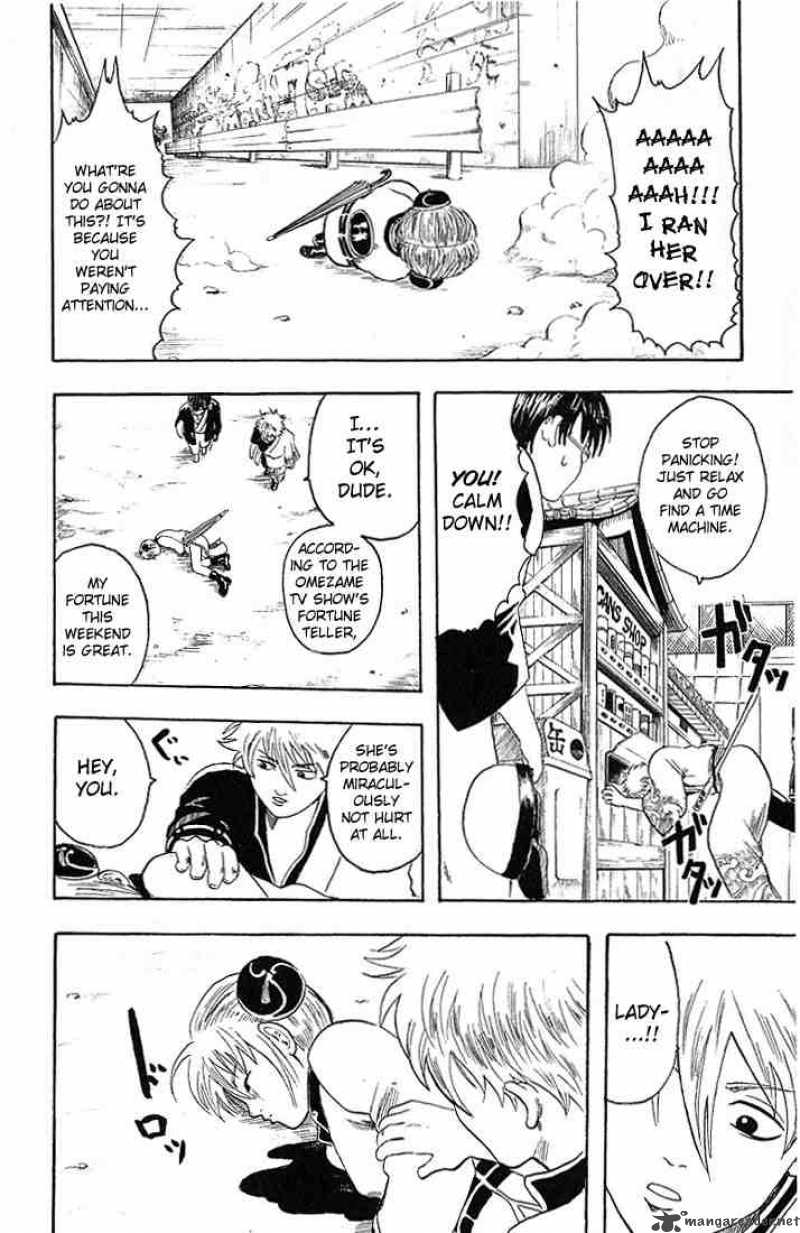 AAAAA
AAAA
AAAH!!!
I RAN
HER
OVER!!
WHAT'RE
YOU GONNA
DO ABOUT
THIS?! IT'S
BECAUSE
YOU
WEREN'T
PAYING
ATTENTION...
STOP
PANICKING!
JUST RELAX
AND GO
FIND A TIME
MACHINE.
YOU!
CALM
DOWN!!
CANS SHOP
缶
ガタッ
ガタッ
I...
IT'S
OK,
DUDE.
ACCORD-
ING TO THE
OMEZAME
TV SHOW'S
FORTUNE
TELLER,
MY
FORTUNE
THIS
WEEKEND
IS GREAT.
SHE'S
PROBABLY
MIRACUL-
OUSLY
NOT HURT
AT ALL.
HEY,
YOU.
ぐい
LADY-
...!!
ドロッ
mangareader.net